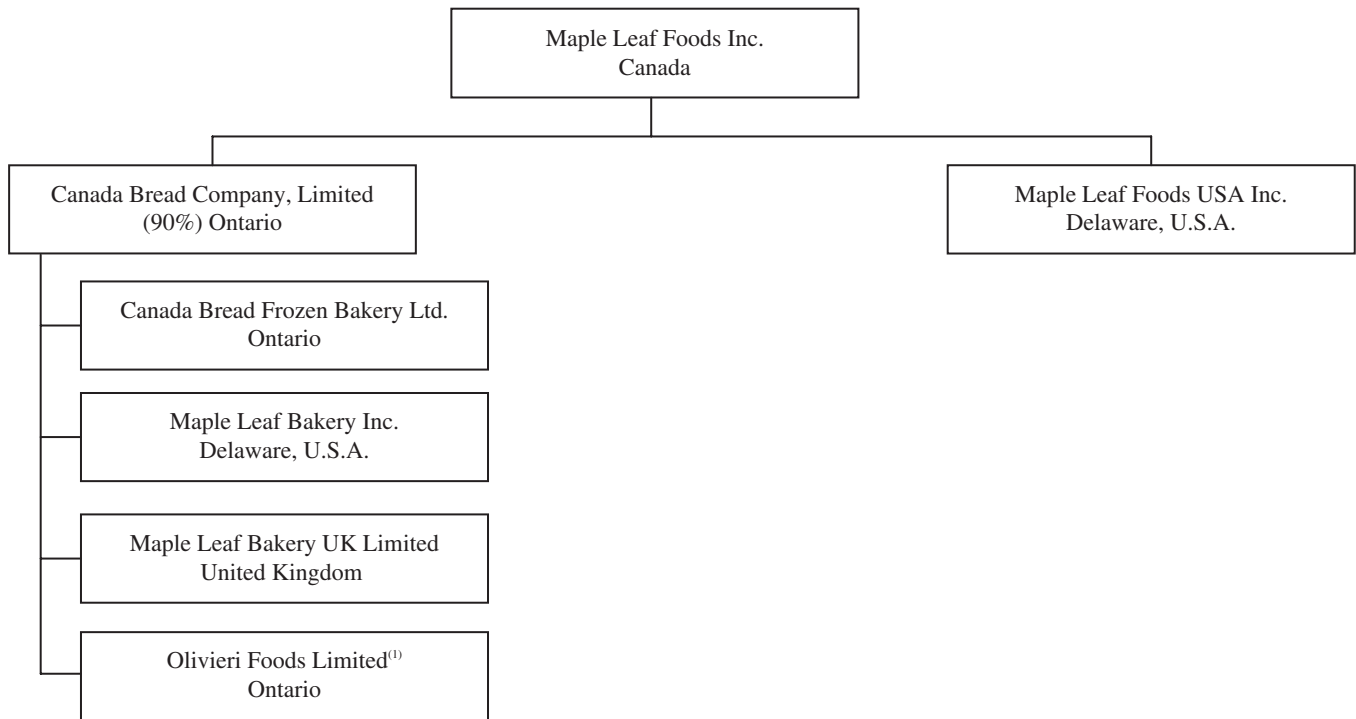 Maple Leaf Foods Inc.
Canada
Canada Bread Company, Limited
(90%) Ontario
Maple Leaf Foods USA Inc.
Delaware, U.S.A.
Canada Bread Frozen Bakery Ltd.
Ontario
Maple Leaf Bakery Inc.
Delaware, U.S.A.
Maple Leaf Bakery UK Limited
United Kingdom
Olivieri Foods Limited(1)
Ontario